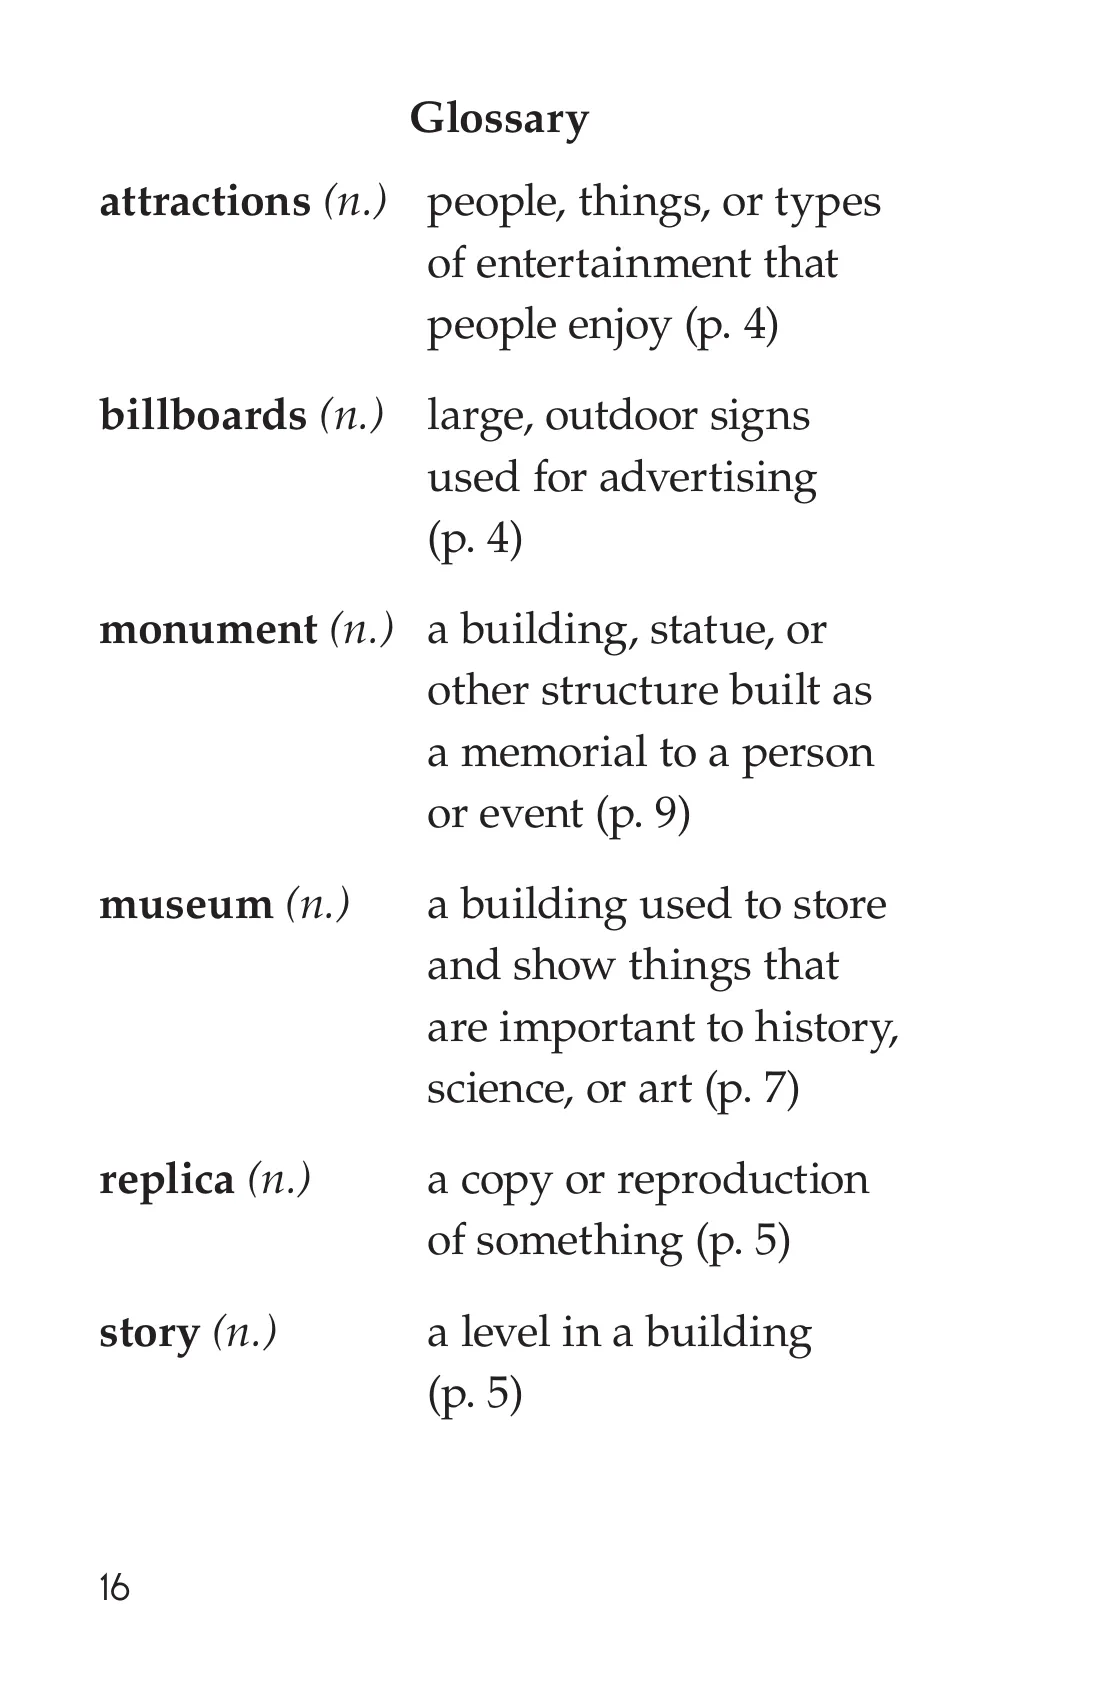 Glossary
attractions (n.) people, things, or types
of entertainment that
people enjoy (p. 4)
billboards (n.) large, outdoor signs
used for advertising
(p. 4)
monument (n.) a building, statue, or
other structure built as
a memorial to a person
or event (p. 9)
museum (n.) a building used to store
and show things that
are important to history,
science, or art (p. 7)
replica (n.) a copy or reproduction
of something (p. 5)
story (n.) a level in a building
(p. 5)
16